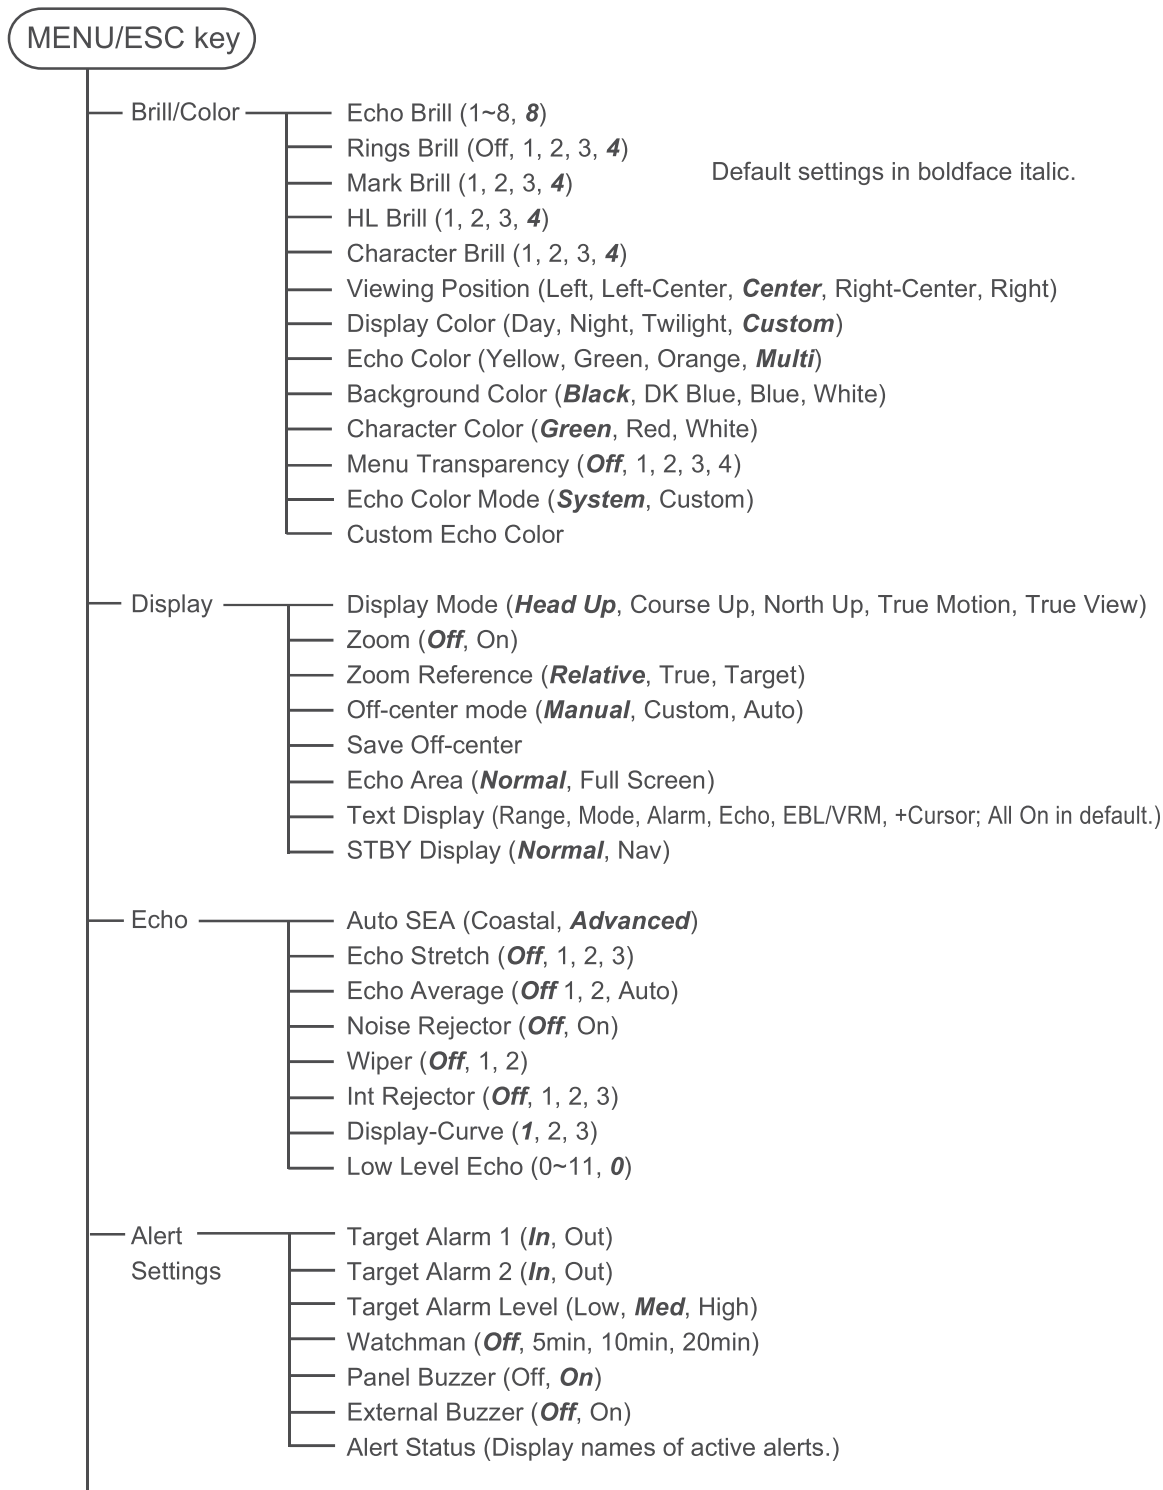 MENU/ESC key
Brill/Color
Echo Brill (1~8, 8)
Rings Brill (Off, 1, 2, 3, 4)
Default settings in boldface italic.
Mark Brill (1, 2, 3, 4)
HL Brill (1, 2, 3, 4)
Character Brill (1, 2, 3, 4)
Viewing Position (Left, Left-Center, Center, Right-Center, Right)
Display Color (Day, Night, Twilight, Custom)
Echo Color (Yellow, Green, Orange, Multi)
Background Color (Black, DK Blue, Blue, White)
Character Color (Green, Red, White)
Menu Transparency (Off, 1, 2, 3, 4)
Echo Color Mode (System, Custom)
Custom Echo Color
Display
Display Mode (Head Up, Course Up, North Up, True Motion, True View)
Zoom (Off, On)
Zoom Reference (Relative, True, Target)
Off-center mode (Manual, Custom, Auto)
Save Off-center
Echo Area (Normal, Full Screen)
Text Display (Range, Mode, Alarm, Echo, EBL/VRM, +Cursor; All On in default.)
STBY Display (Normal, Nav)
Echo
Auto SEA (Coastal, Advanced)
Echo Stretch (Off, 1, 2, 3)
Echo Average (Off 1, 2, Auto)
Noise Rejector (Off, On)
Wiper (Off, 1, 2)
Int Rejector (Off, 1, 2, 3)
Display-Curve (1, 2, 3)
Low Level Echo (0~11, 0)
Alert
Settings
Target Alarm 1 (In, Out)
Target Alarm 2 (In, Out)
Target Alarm Level (Low, Med, High)
Watchman (Off, 5min, 10min, 20min)
Panel Buzzer (Off, On)
External Buzzer (Off, On)
Alert Status (Display names of active alerts.)